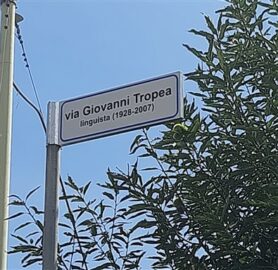 via Giovanni Tropea
linguista (1928-2007)